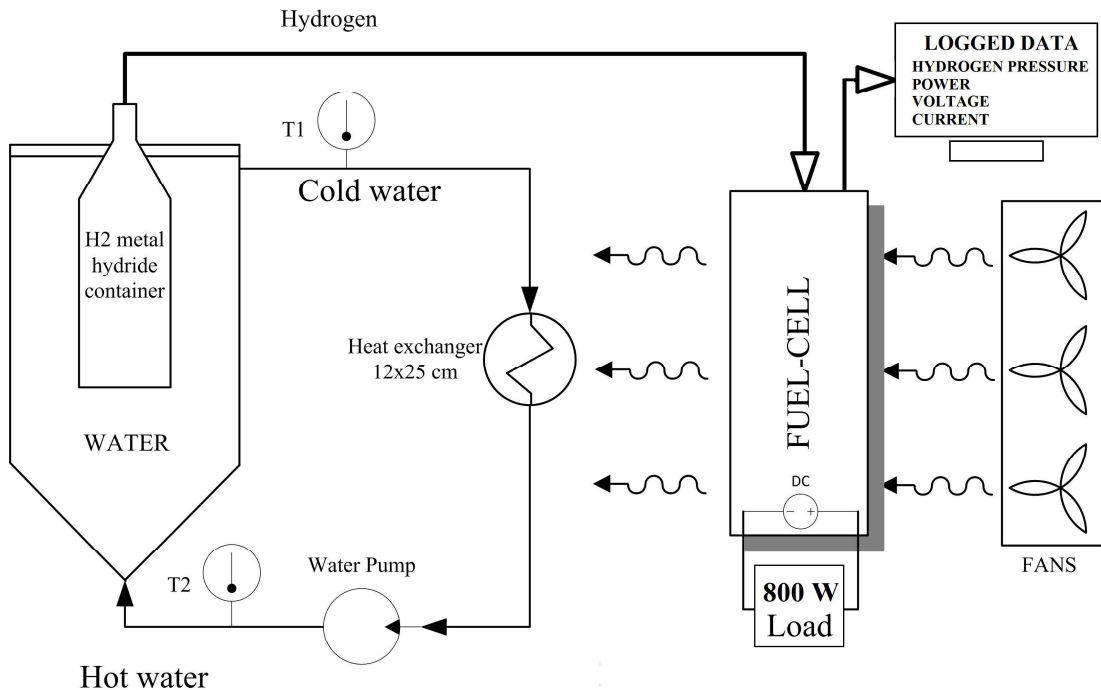 Hydrogen
LOGGED DATA
HYDROGEN PRESSURE
POWER
VOLTAGE
CURRENT
T1
Cold water
H2 metal
hydride
container
Heat exchanger
12x25 cm
FUEL-CELL
WATER
DC
- +
Water Pump
T2
FANS
800 W
Load
Hot water